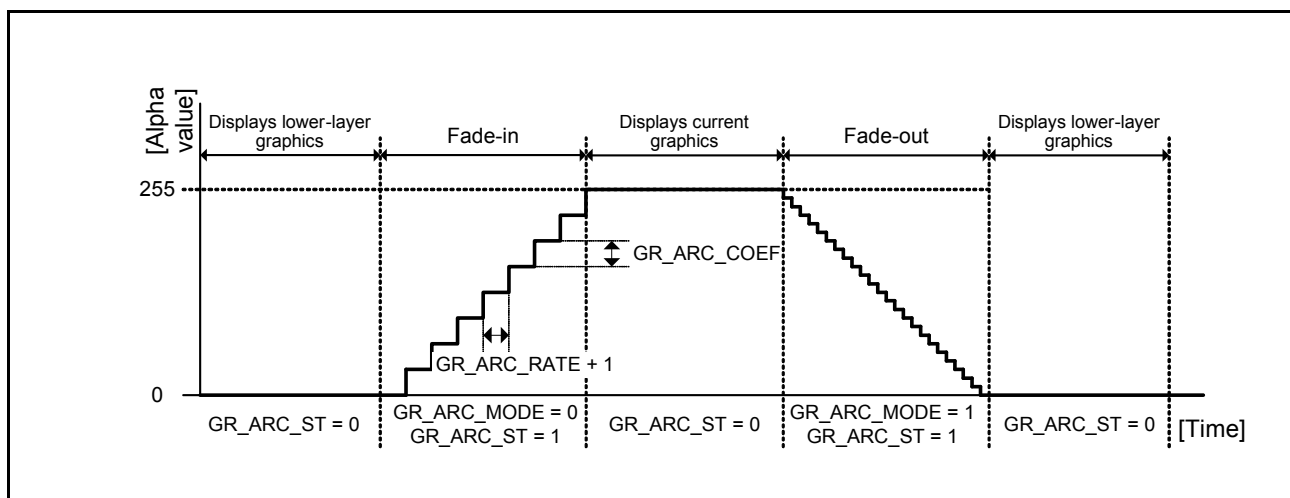 [Alpha
value]
Displays lower-layer
graphics
Fade-in
Displays current
graphics
Fade-out
Displays lower-layer
graphics
255
GR_ARC_COEF
GR_ARC_RATE + 1
0
GR_ARC_ST = 0
GR_ARC_MODE = 0
GR_ARC_ST = 1
GR_ARC_ST = 0
GR_ARC_MODE = 1
GR_ARC_ST = 1
GR_ARC_ST = 0
[Time]